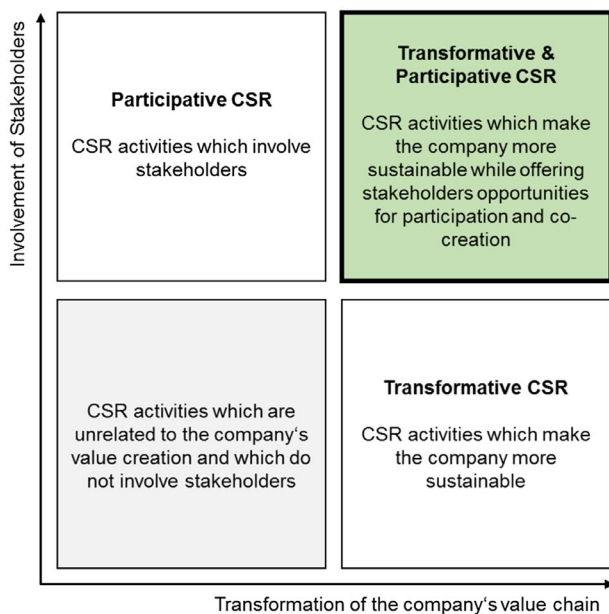 Involvement of Stakeholders
Participative CSR
CSR activities which involve
stakeholders
Transformative &
Participative CSR
CSR activities which make
the company more
sustainable while offering
stakeholders opportunities
for participation and co-
creation
CSR activities which are
unrelated to the company‘s
value creation and which do
not involve stakeholders
Transformative CSR
CSR activities which make
the company more
sustainable
Transformation of the company‘s value chain